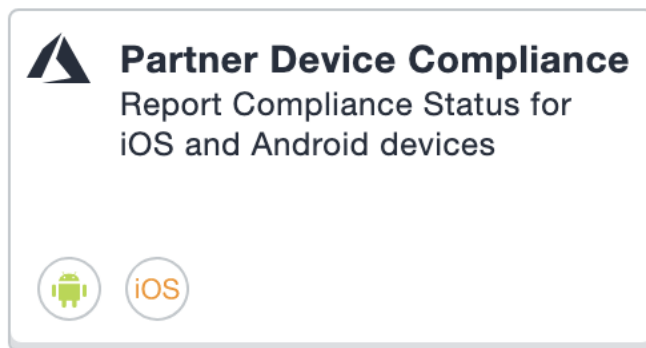 Partner Device Compliance
Report Compliance Status for
iOS and Android devices
iOS